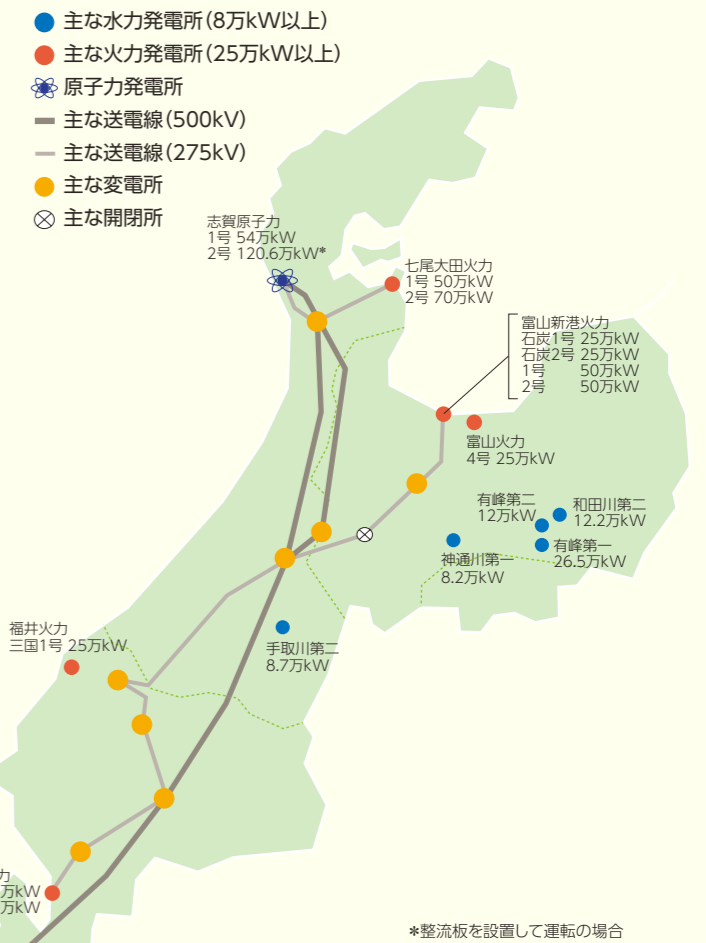 主な水力発電所(8万kW以上)
主な火力発電所(25万kW以上)
原子力発電所
主な送電線(500kV)
主な送電線(275kV)
主な変電所
主な開閉所
志賀原子力
1号 54万kW
2号 120.6万kW*
七尾大田火力
1号 50万kW
2号 70万kW
富山新港火力
石炭1号 25万kW
石炭2号 25万kW
1号 50万kW
2号 50万kW
富山火力
4号 25万kW
有峰第二
12万kW
和田川第二
12.2万kW
有峰第一
26.5万kW
神通川第一
8.2万kW
手取川第二
8.7万kW
福井火力
三国1号 25万kW
力
万kW
万kW
*整流板を設置して運転の場合